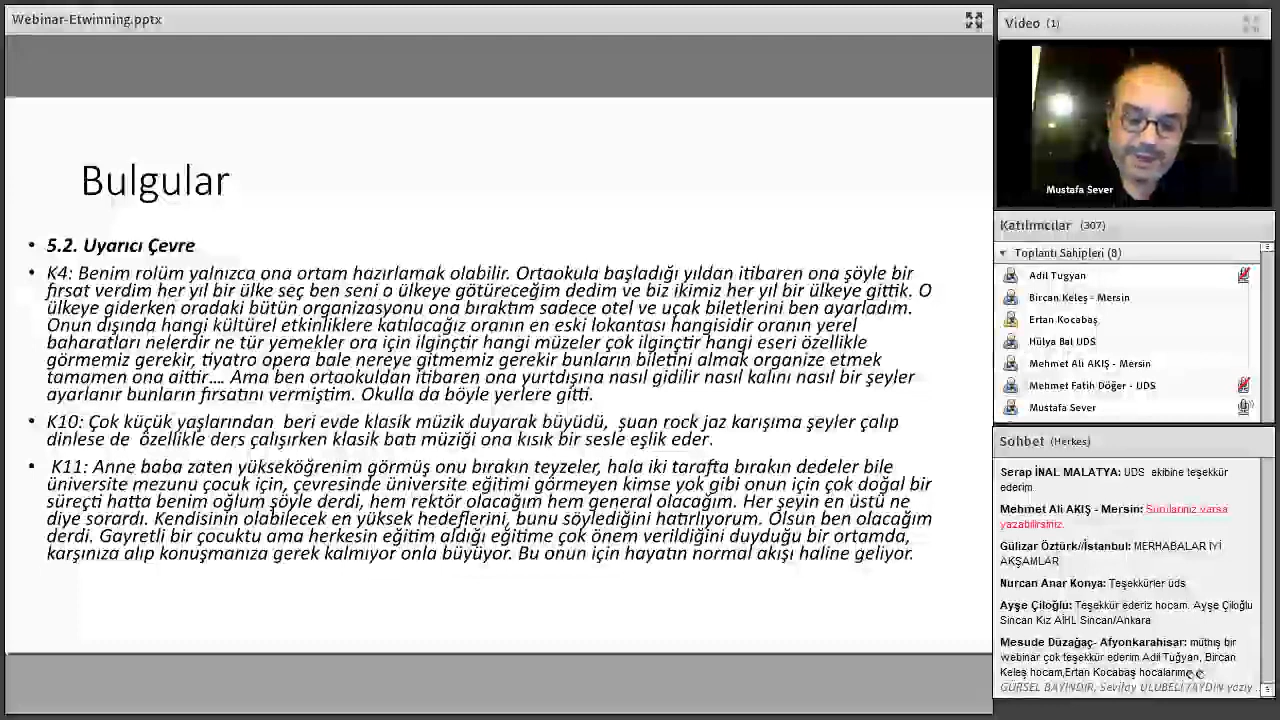 Webinar-Etwinning.pptx
Bulgular
• 5.2. Uyarıcı Çevre
• K4: Benim rolüm yalnızca ona ortam hazırlamak olabilir. Ortaokula başladığı yıldan itibaren ona şöyle bir
fırsat verdim her yıl bir ülke seç ben seni o ülkeye götüreceğim dedim ve biz ikimiz her yıl bir ülkeye gittik. O
ülkeye giderken oradaki bütün organizasyonu ona bıraktım sadece otel ve uçak biletlerini ben ayarladım.
Onun dışında hangi kültürel etkinliklere katılacağız oranın en eski lokantası hangisidir oranın yerel
baharatları nelerdir ne tür yemekler ora için ilginçtir hangi müzeler çok ilginçtir hangi eseri özellikle
görmemiz gerekir, tiyatro opera bale nereye gitmemiz gerekir bunların biletini almak organize etmek
tamamen ona aittir…. Ama ben ortaokuldan itibaren ona yurtdışına nasıl gidilir nasıl kalını nasıl bir şeyler
ayarlanır bunların fırsatını vermiştim. Okulla da böyle yerlere gitti.
• K10: Çok küçük yaşlarından  beri evde klasik müzik duyarak büyüdü,  şuan rock jaz karışıma şeyler çalıp
dinlese de  özellikle ders çalışırken klasik batı müziği ona kısık bir sesle eşlik eder.
•  K11: Anne baba zaten yükseköğrenim görmüş onu bırakın teyzeler, hala iki tarafta bırakın dedeler bile
üniversite mezunu çocuk için, çevresinde üniversite eğitimi görmeyen kimse yok gibi onun için çok doğal bir
süreçti hatta benim oğlum şöyle derdi, hem rektör olacağım hem general olacağım. Her şeyin en üstü ne
diye sorardı. Kendisinin olabilecek en yüksek hedeflerini, bunu söylediğini hatırlıyorum. Olsun ben olacağım
derdi. Gayretli bir çocuktu ama herkesin eğitim aldığı eğitime çok önem verildiğini duyduğu bir ortamda,
karşınıza alıp konuşmanıza gerek kalmıyor onla büyüyor. Bu onun için hayatın normal akışı haline geliyor.
Video (1)
Mustafa Sever
Katılımcılar (307)
Toplantı Sahipleri (8)
Adil Tugyan
Bircan Keleş - Mersin
Ertan Kocabaş
Hülya Bal UDS
Mehmet Ali AKIŞ - Mersin
Mehmet Fatih Döğer - UDS
Mustafa Sever
Sohbet (Herkes)
Serap İNAL MALATYA: UDS ekibine teşekkür
ederim
Mehmet Ali AKIŞ - Mersin: Sorularınız varsa
yazabilirsiniz.
Gülizar Öztürk//İstanbul: MERHABALAR İYİ
AKŞAMLAR
Nurcan Anar Konya: Teşekkürler uds
Ayşe Çiloğlu: Teşekkür ederiz hocam. Ayşe Çiloğlu
Sincan Kız AİHL Sincan/Ankara
Mesude Düzağaç- Afyonkarahisar: müthiş bir
webinar çok teşekkür ederim Adil Tuğyan, Bircan
Keleş hocam,Ertan Kocabaş hocalarım
GÜRSEL BAYINDIR, Sevilay ULUBELİ/AYDIN yazıy ...